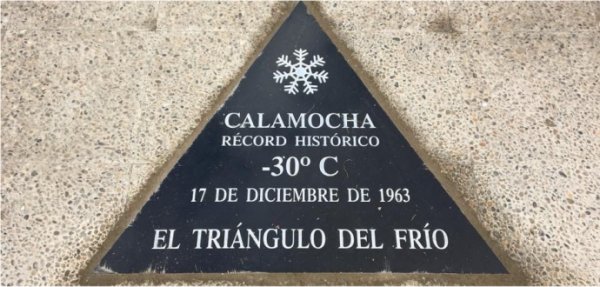 CALAMOCHA
RÉCORD HISTÓRICO
-30º C
17 DE DICIEMBRE DE 1963
EL TRIÁNGULO DEL FRÍO